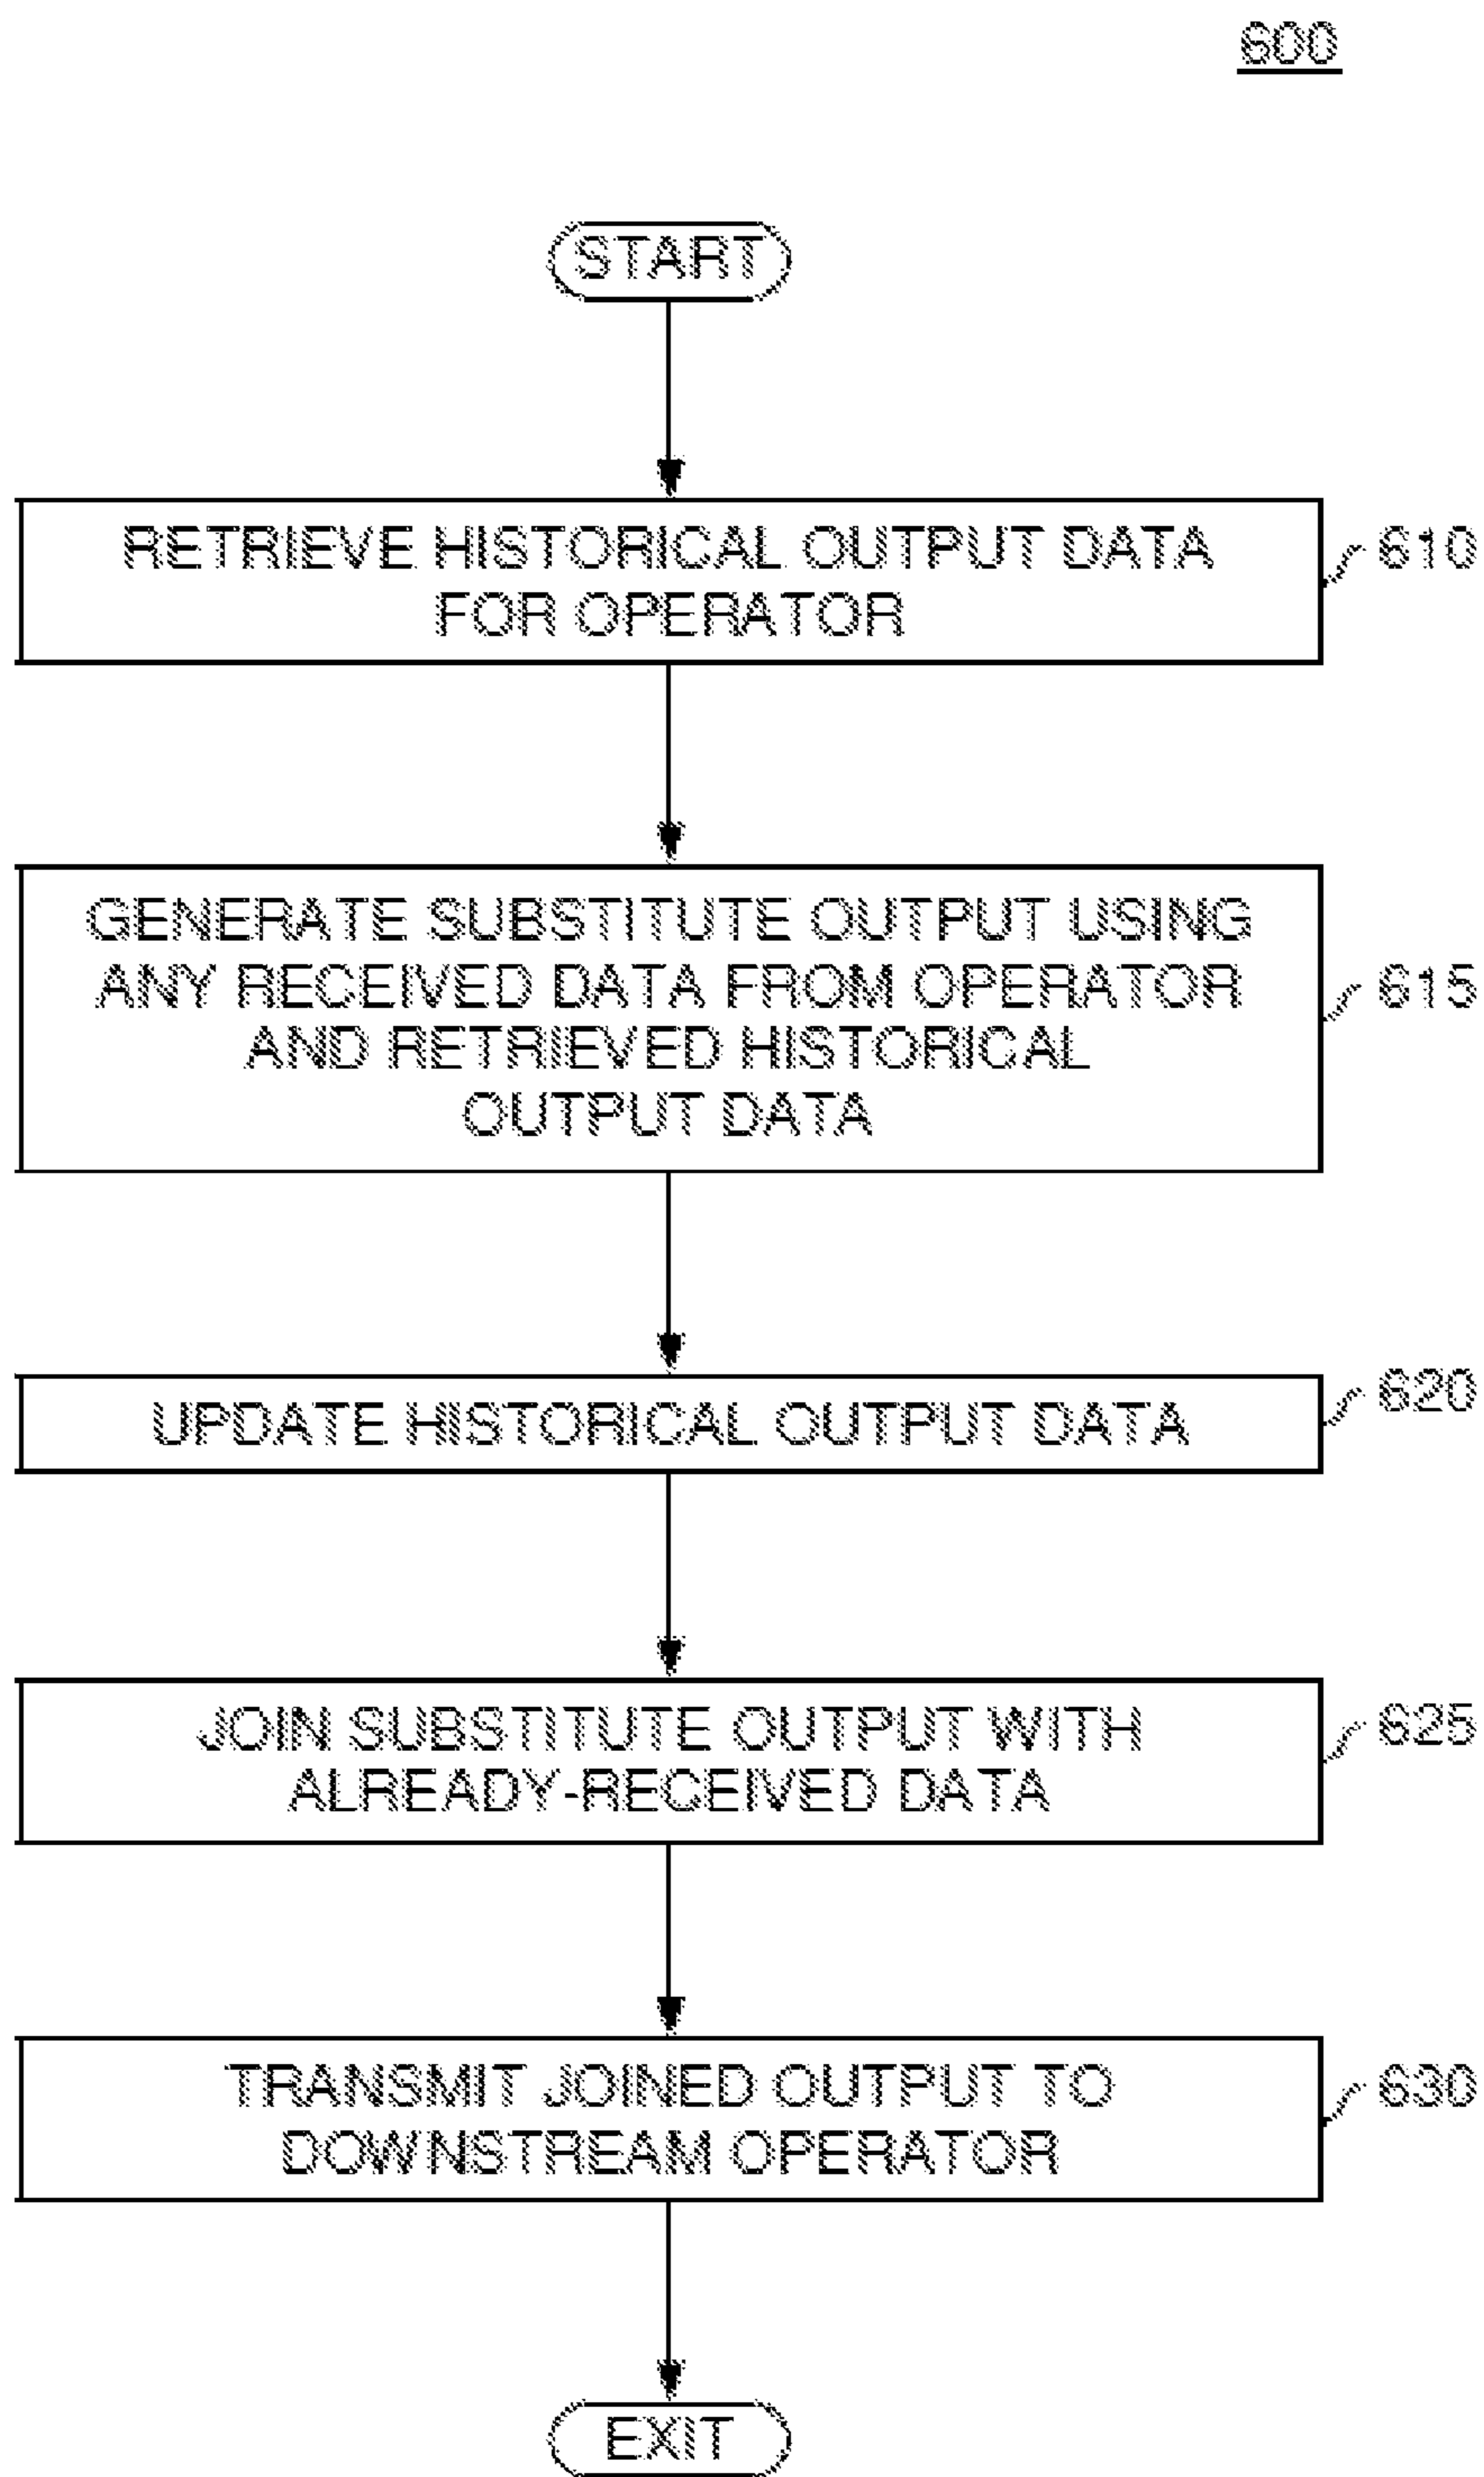 600
START
RETRIEVE HISTORICAL OUTPUT DATA
FOR OPERATOR
610
GENERATE SUBSTITUTE OUTPUT USING
ANY RECEIVED DATA FROM OPERATOR
AND RETRIEVED HISTORICAL
OUTPUT DATA
615
UPDATE HISTORICAL OUTPUT DATA
620
JOIN SUBSTITUTE OUTPUT WITH
ALREADY-RECEIVED DATA
625
TRANSMIT JOINED OUTPUT TO
DOWNSTREAM OPERATOR
630
EXIT